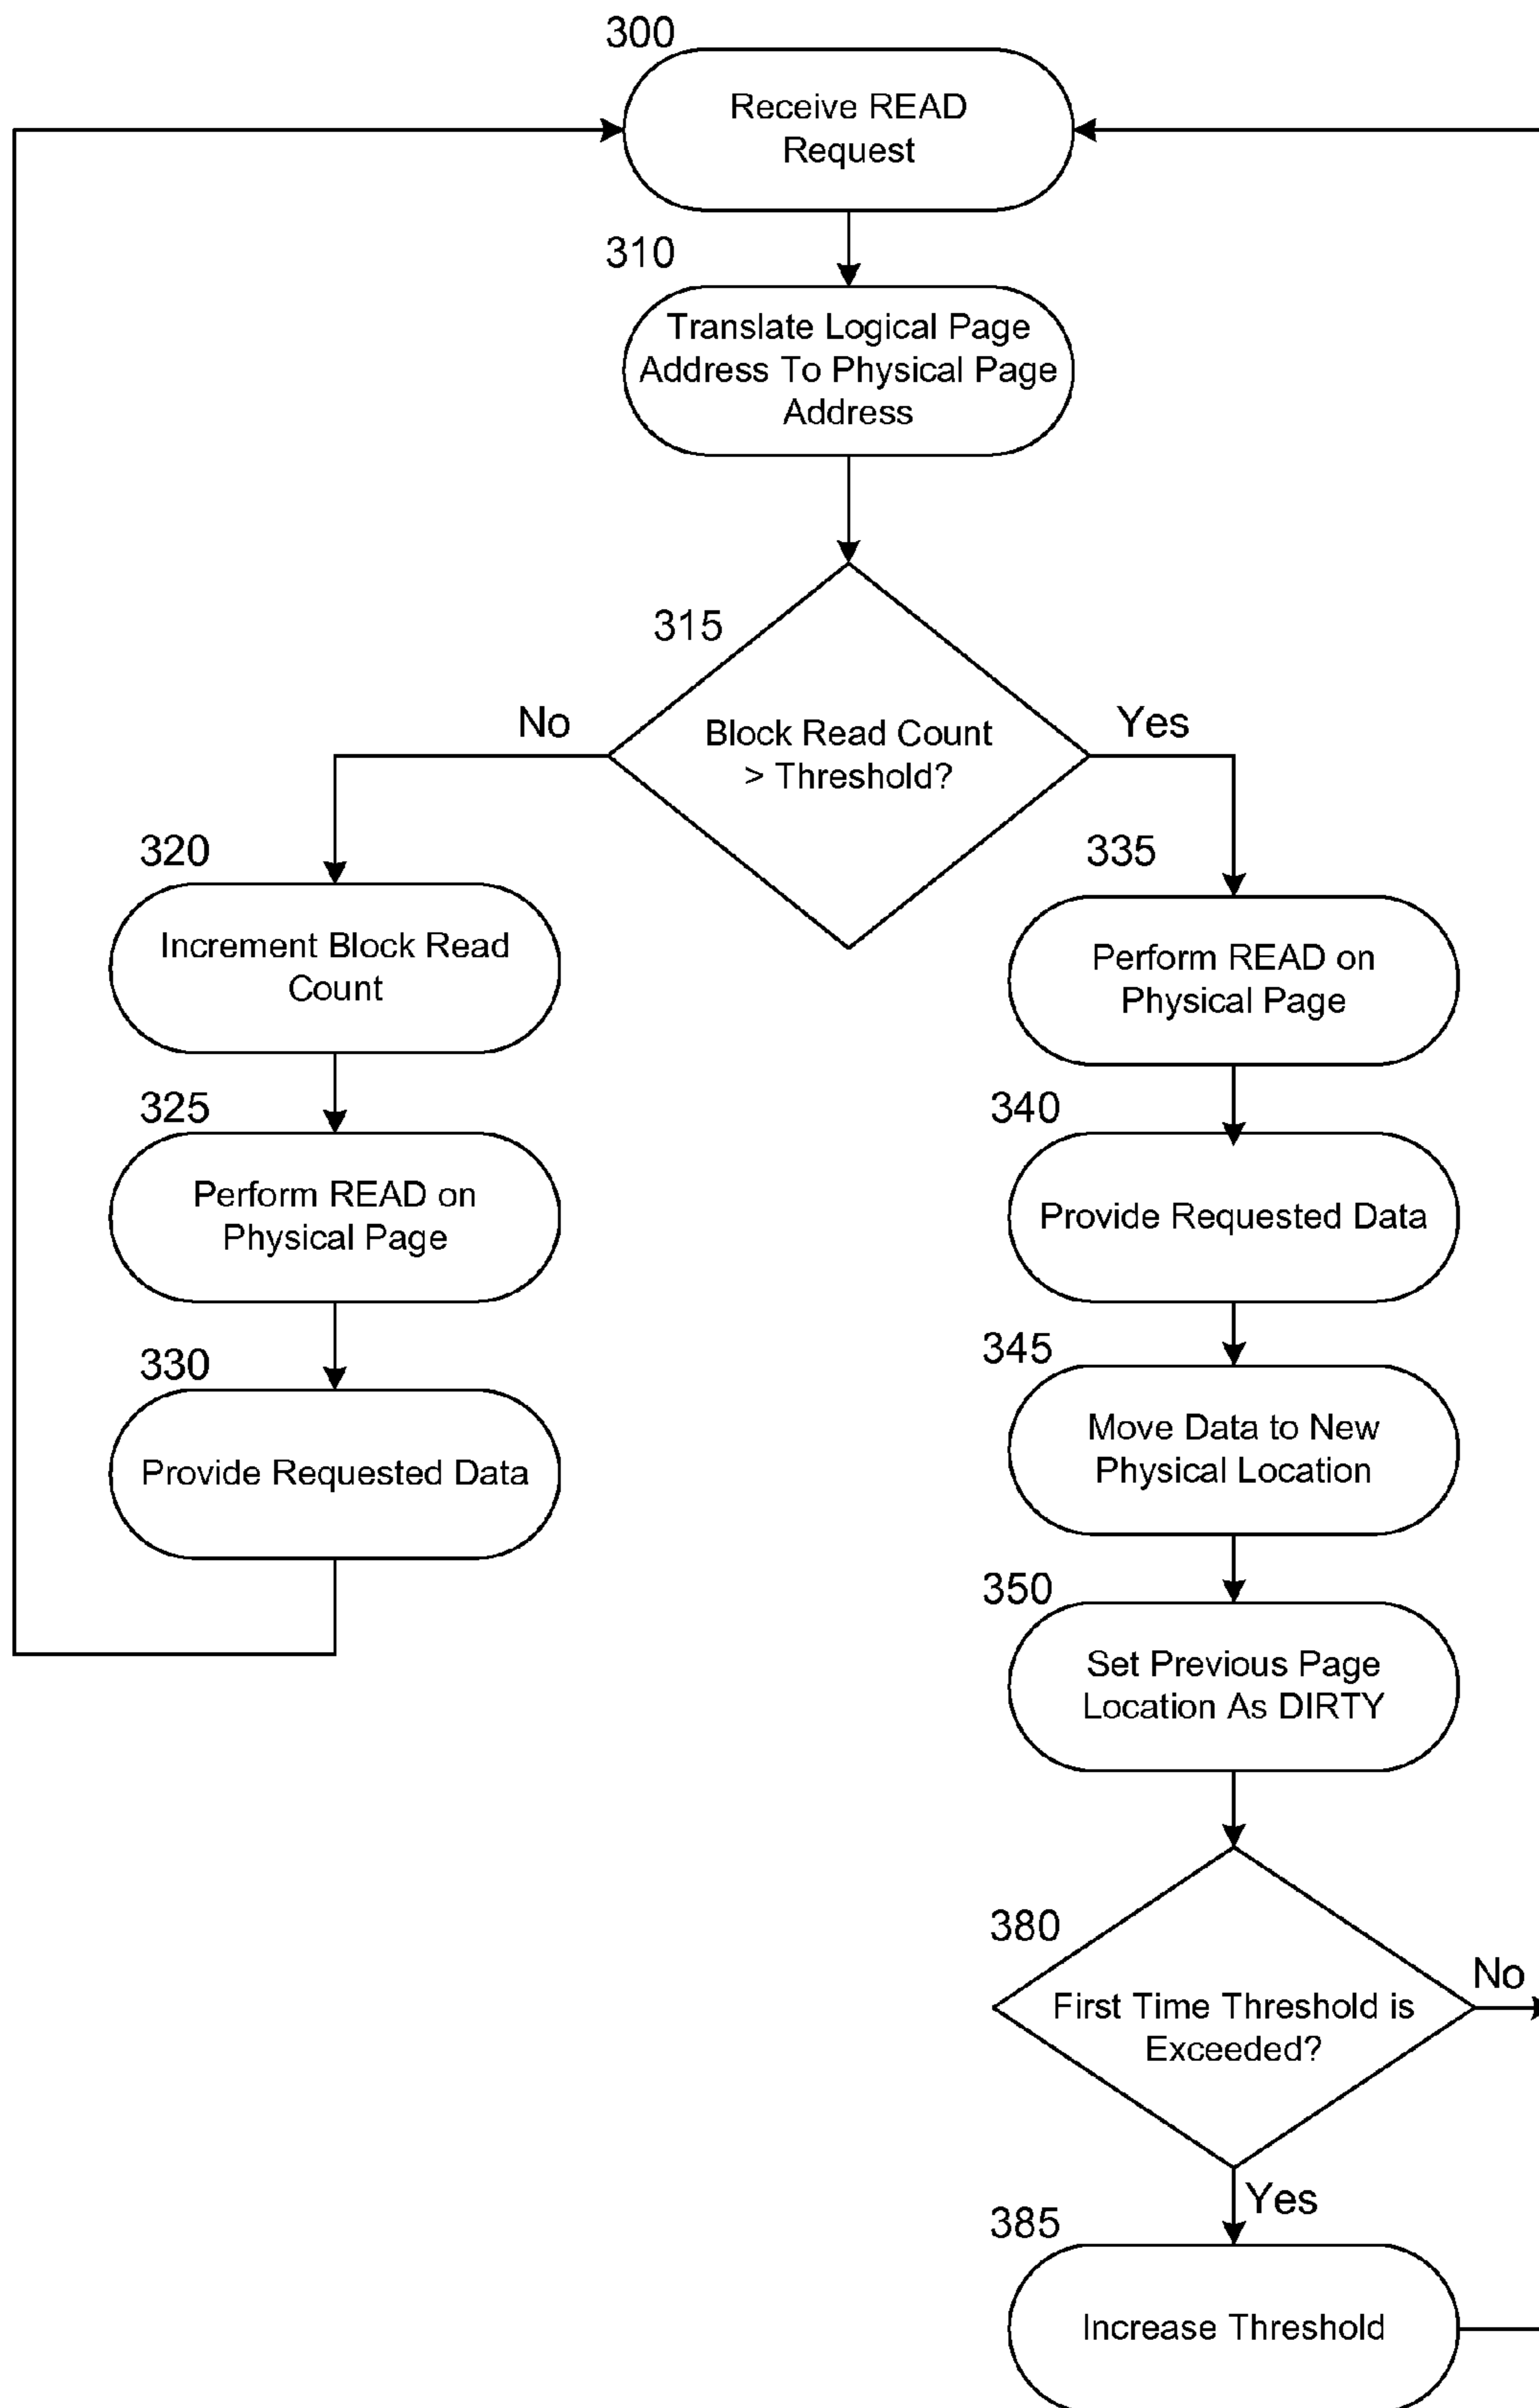 300
Receive READ
Request
310
Translate Logical Page
Address To Physical Page
Address
315
Block Read Count
> Threshold?
No
Yes
320
Increment Block Read
Count
325
Perform READ on
Physical Page
330
Provide Requested Data
335
Perform READ on
Physical Page
340
Provide Requested Data
345
Move Data to New
Physical Location
350
Set Previous Page
Location As DIRTY
380
First Time Threshold is
Exceeded?
No
Yes
385
Increase Threshold